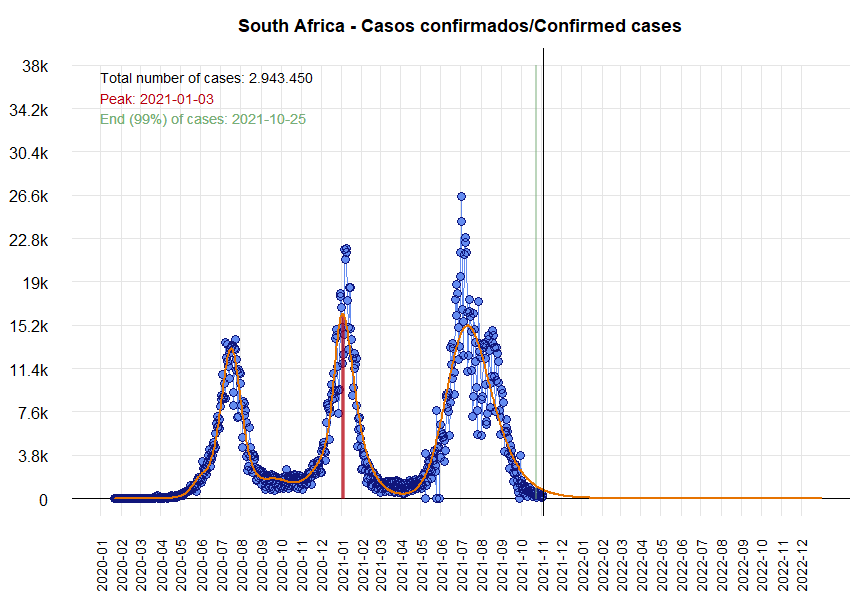 South Africa - Casos confirmados/Confirmed cases
38k
34.2k
30.4k
26.6k
22.8k
19k
15.2k
11.4k
7.6k
3.8k
0
Total number of cases: 2.943.450
Peak: 2021-01-03
End (99%) of cases: 2021-10-25
2020-01
2020-02
2020-03
2020-04
2020-05
2020-06
2020-07
2020-08
2020-09
2020-10
2020-11
2020-12
2021-01
2021-02
2021-03
2021-04
2021-05
2021-06
2021-07
2021-08
2021-09
2021-10
2021-11
2021-12
2022-01
2022-02
2022-03
2022-04
2022-05
2022-06
2022-07
2022-08
2022-09
2022-10
2022-11
2022-12